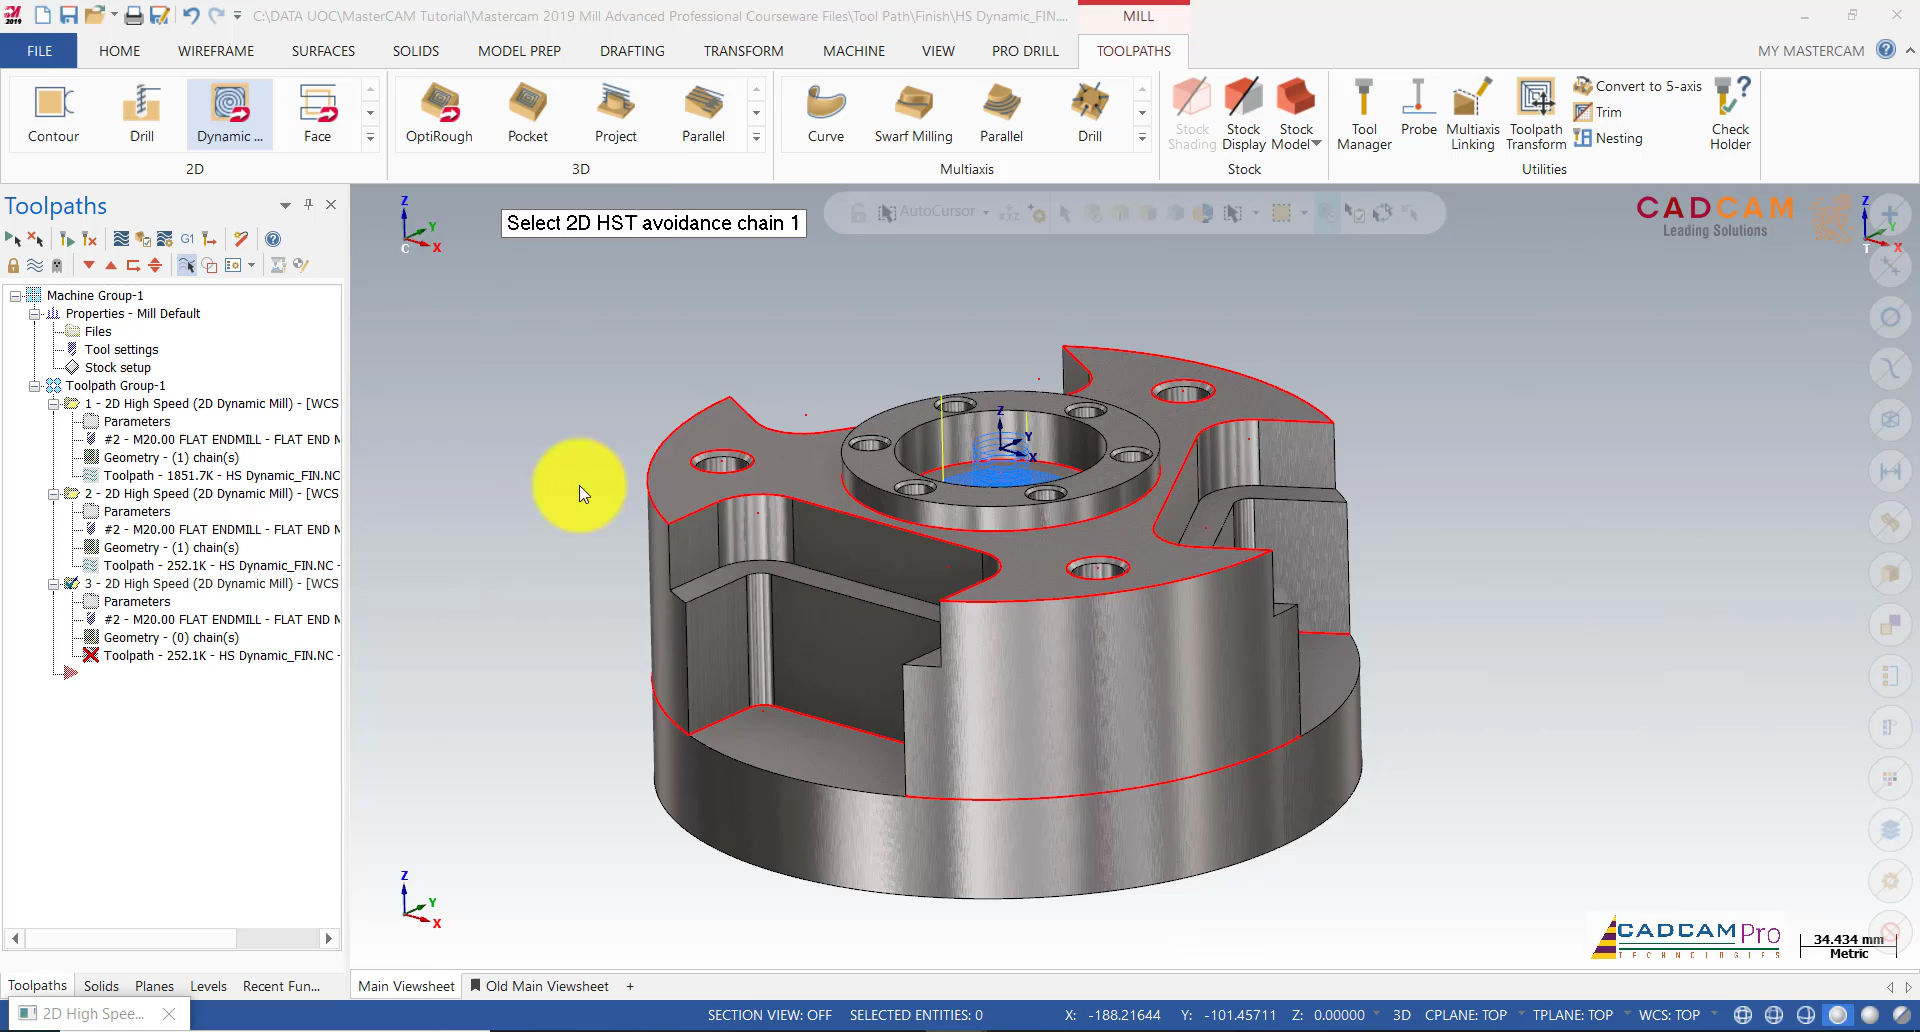 C:\DATA UOC\MasterCAM Tutorial\Mastercam 2019 Mill Advanced Professional Courseware Files\Tool Path\Finish\HS Dynamic_FIN....
MILL
FILE HOME WIREFRAME SURFACES SOLIDS MODEL PREP DRAFTING TRANSFORM MACHINE VIEW PRO DRILL TOOLPATHS MY MASTERCAM
Contour Drill Dynamic ... Face
2D
OptiRough Pocket Project Parallel
3D
Curve Swarf Milling Parallel Drill
Multiaxis
Stock Shading Stock Display Stock Model
Stock
Tool Manager Probe Multiaxis Linking Toolpath Transform
Convert to 5-axis
Trim
Nesting
Check Holder
Utilities
Toolpaths
G1
Machine Group-1
Properties - Mill Default
Files
Tool settings
Stock setup
Toolpath Group-1
1 - 2D High Speed (2D Dynamic Mill) - [WCS
Parameters
#2 - M20.00 FLAT ENDMILL - FLAT END M
Geometry - (1) chain(s)
Toolpath - 1851.7K - HS Dynamic_FIN.NC
2 - 2D High Speed (2D Dynamic Mill) - [WCS
Parameters
#2 - M20.00 FLAT ENDMILL - FLAT END M
Geometry - (1) chain(s)
Toolpath - 252.1K - HS Dynamic_FIN.NC -
3 - 2D High Speed (2D Dynamic Mill) - [WCS
Parameters
#2 - M20.00 FLAT ENDMILL - FLAT END M
Geometry - (0) chain(s)
Toolpath - 252.1K - HS Dynamic_FIN.NC -
Select 2D HST avoidance chain 1
AutoCursor
CADCAM
Leading Solutions
Z
Y
X
C
Z
Y
X
T
Z
Y
X
Z
Y
X
CADCAMPro
TECHNOLOGIES
34.434 mm
Metric
Toolpaths Solids Planes Levels Recent Fun...
Main Viewsheet Old Main Viewsheet +
2D High Spee...
SECTION VIEW: OFF SELECTED ENTITIES: 0 X: -188.21644 Y: -101.45711 Z: 0.00000 3D CPLANE: TOP TPLANE: TOP WCS: TOP